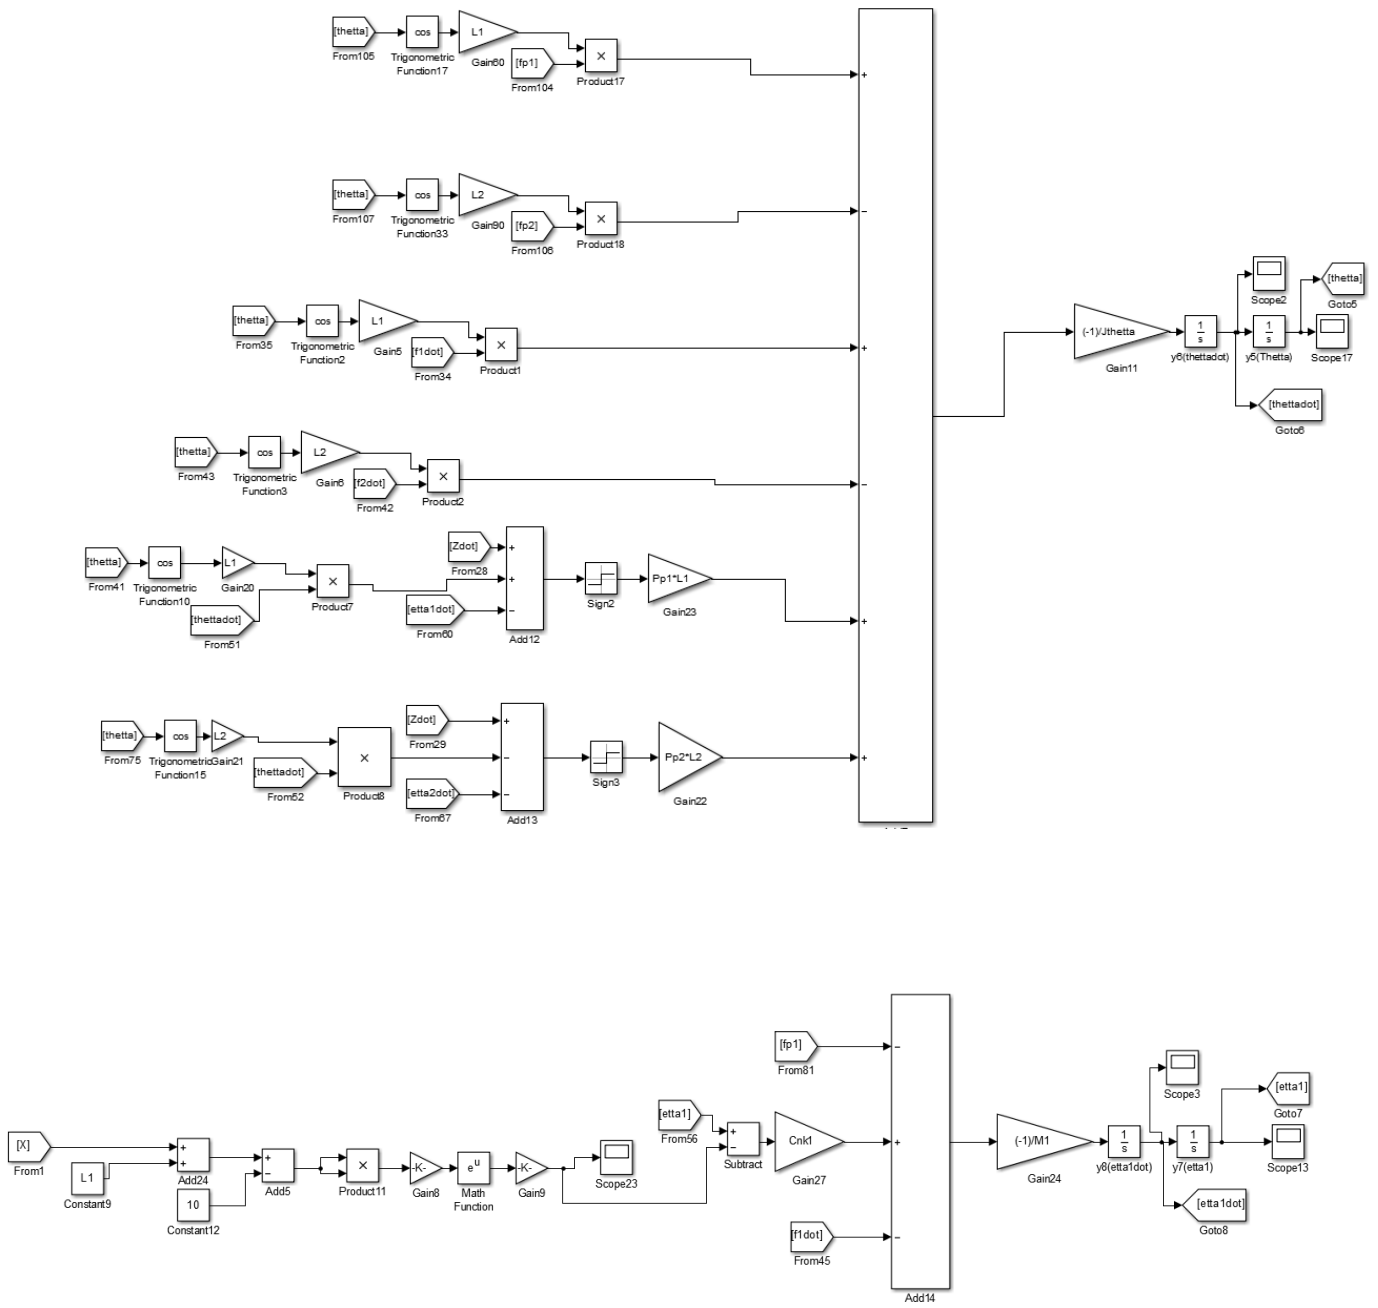 [thetta]
cos
L1
From105
Trigonometric
Function17
Gain60
[fp1]
From104
×
Product17
+
[thetta]
cos
L2
From107
Trigonometric
Function33
Gain90
[fp2]
From106
×
Product18
−
[thetta]
cos
L1
From35
Trigonometric
Function2
Gain5
[f1dot]
From34
×
Product1
+
[thetta]
cos
L2
From43
Trigonometric
Function3
Gain6
[f2dot]
From42
×
Product2
−
[thetta]
cos
L1
From41
Trigonometric
Function10
Gain20
[thettadot]
From51
×
Product7
[Zdot]
From28
[etta1dot]
From60
+
+
−
Add12
Sign2
Pp1*L1
Gain23
+
[thetta]
cos
L2
From75
Trigonometric
Function15
Gain21
[thettadot]
From52
×
Product8
[Zdot]
From29
[etta2dot]
From67
+
−
−
Add13
Sign3
Pp2*L2
Gain22
+
(-1)/Jthetta
Gain11
1
s
y6(thettadot)
1
s
y5(Thetta)
Scope2
[thetta]
Goto5
Scope17
[thettadot]
Goto6
[X]
From1
L1
Constant9
+
+
Add24
10
Constant12
+
−
Add5
×
Product11
-K-
Gain8
e^u
Math
Function
-K-
Gain9
Scope23
[etta1]
From56
+
−
Subtract
Cnk1
Gain27
[fp1]
From81
[f1dot]
From45
−
+
−
Add14
(-1)/M1
Gain24
1
s
y8(etta1dot)
1
s
y7(etta1)
Scope3
[etta1]
Goto7
Scope13
[etta1dot]
Goto8